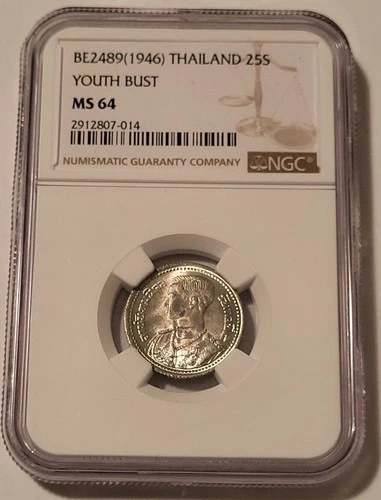 BE2489(1946) THAILAND 25S
YOUTH BUST
MS 64
2912807-014
NUMISMATIC GUARANTY COMPANY NGC®